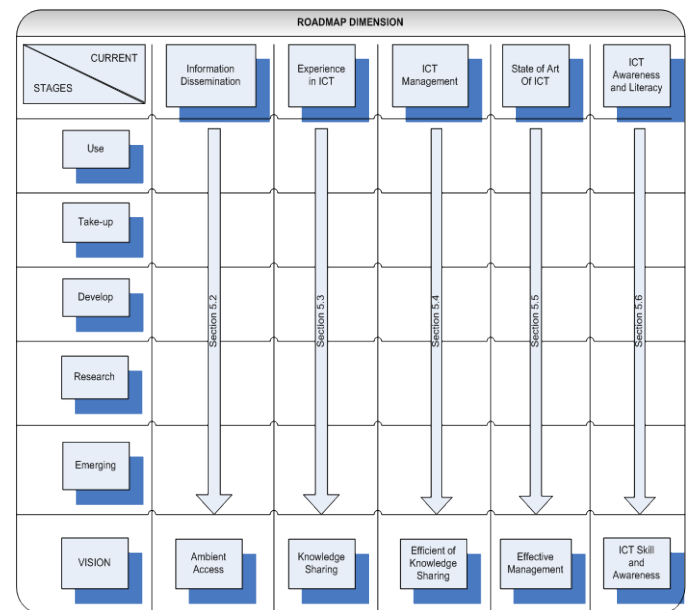 ROADMAP DIMENSION
CURRENT
STAGES
Information
Dissemination
Experience
in ICT
ICT
Management
State of Art
Of ICT
ICT
Awareness
and Literacy
Use
Take-up
Develop
Section 5.2
Section 5.3
Section 5.4
Section 5.5
Section 5.6
Research
Emerging
VISION
Ambient
Access
Knowledge
Sharing
Efficient of
Knowledge
Sharing
Effective
Management
ICT Skill
and
Awareness